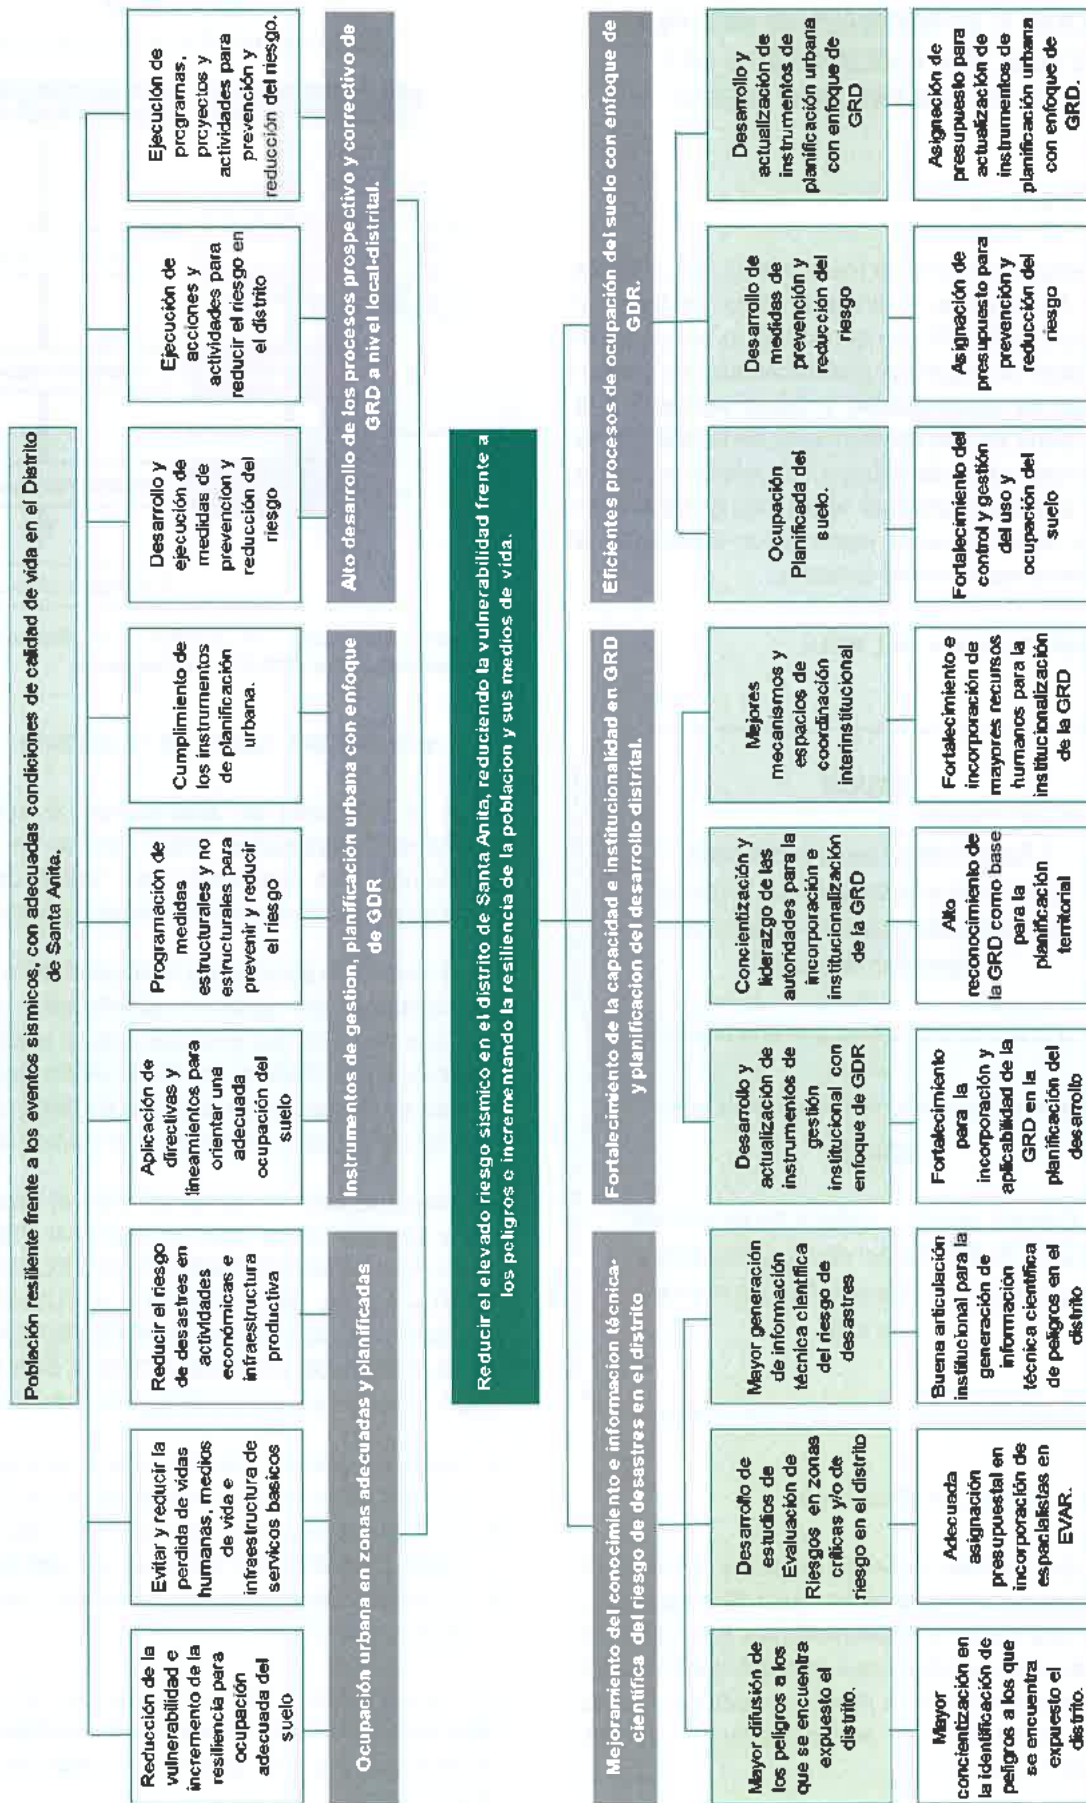 Población resiliente frente a los eventos sísmicos, con adecuadas condiciones de calidad de vida en el Distrito
de Santa Anita.
Reducción de la
vulnerabilidad e
incremento de la
resiliencia para
ocupación
adecuada del
suelo
Evitar y reducir la
perdida de vidas
humanas, medios
de vida e
infraestructura de
servicos basicos
Reducir el riesgo
de desastres en
actividades
económicas e
infraestructura
productiva
Aplicación de
directivas y
lineamientos para
orientar una
adecuada
ocupación del
suelo
Programación de
medidas
estructurales y no
estructurales para
prevenir y reducir
el riesgo
Cumplimiento de
los instrumentos
de planificación
urbana.
Desarrollo y
ejecución de
medidas de
prevención y
reducción del
riesgo
Ejecución de
acciones y
actividades para
reducir el riesgo en
el distrito
Ejecución de
programas,
proyectos y
actividades para
prevención y
reducción del riesgo.
Ocupación urbana en zonas adecuadas y planificadas
Instrumentos de gestion, planificación urbana con enfoque
de GDR
Alto desarrollo de los procesos prospectivo y correctivo de
GRD a nivel local-distrital.
Reducir el elevado riesgo sísmico en el distrito de Santa Anita, reduciendo la vulnerabilidad frente a
los peligros e incrementando la resiliencia de la poblacion y sus medios de vida.
Mejoramiento del conocimiento e informacion técnica-
científica del riesgo de desastres en el distrito
Fortalecimiento de la capacidad e institucionalidad en GRD
y planificacion del desarrollo distrital.
Eficientes procesos de ocupación del suelo con enfoque de
GDR.
Mayor difusión de
los peligros a los
que se encuentra
expuesto el
distrito.
Desarrollo de
estudios de
Evaluación de
Riesgos en zonas
críticas y/o de
riesgo en el distrito
Mayor generación
de información
técnica científica
del riesgo de
desastres
Desarrollo y
actualización de
instrumentos de
gestión
institucional con
enfoque de GDR
Concientización y
liderazgo de las
autoridades para la
incorporación e
institucionalización
de la GRD
Mejores
mecanismos y
espacios de
coordinación
interinstitucional
Ocupación
Planificada del
suelo.
Desarrollo de
medidas de
prevención y
reducción del
riesgo
Desarrollo y
actualización de
instrumentos de
planificación urbana
con enfoque de
GRD
Mayor
concientización en
la identificación de
peligros a los que
se encuentra
expuesto el
distrito.
Adecuada
asignación
presupuestal en
incorporación de
espacialistas en
EVAR.
Buena articulación
institucional para la
generación de
información
técnica científica
de peligros en el
distrito
Fortalecimiento
para la
incorporación y
aplicabilidad de la
GRD en la
planificación del
desarrollo
Alto
reconocimiento de
la GRD como base
para la
planificación
territorial
Fortalecimiento e
incorporación de
mayores recursos
humanos para la
institucionalización
de la GRD
Fortalecimiento del
control y gestión
del uso y
ocupación del
suelo
Asignación de
presupuesto para
prevención y
reducción del
riesgo
Asignación de
presupuesto para
actualización de
instrumentos de
planificación urbana
con enfoque de
GRD.